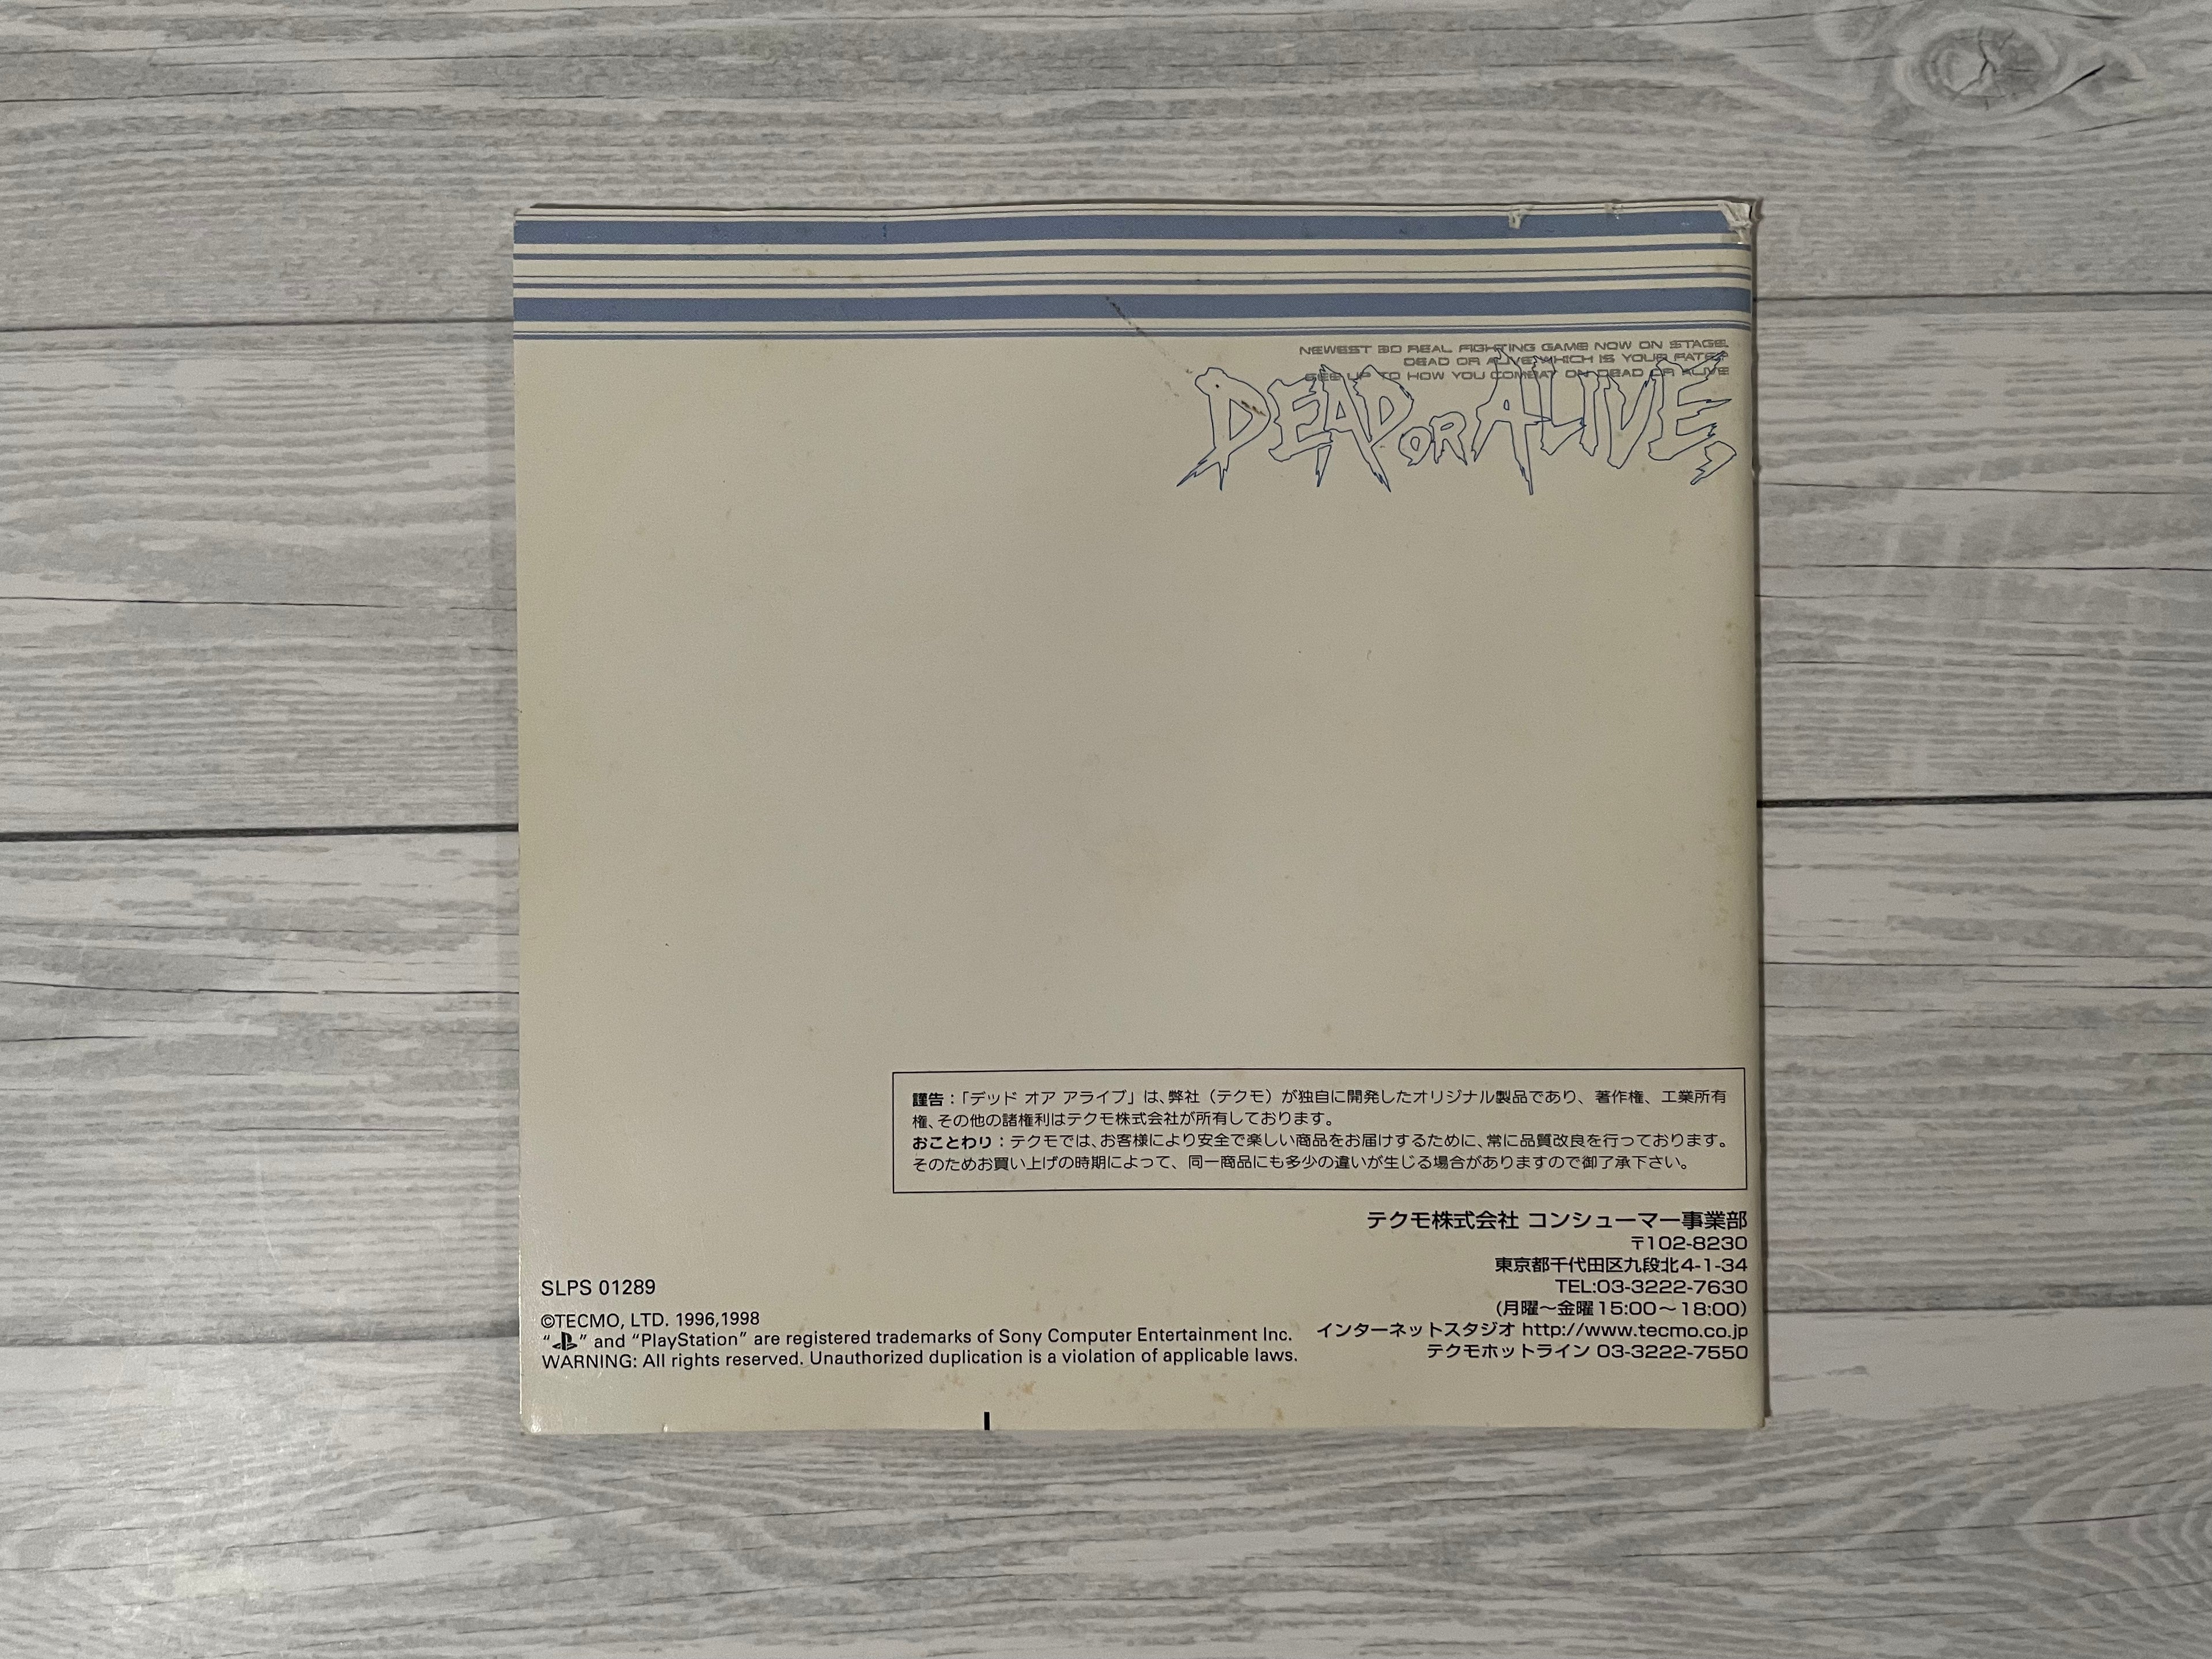 NEWEST 3D REAL FIGHTING GAME NOW ON STAGE.
DEAD OR ALIVE WHICH IS YOUR FATE?
SEE UP TO HOW YOU COMBAT ON DEAD OR ALIVE
DEAD OR ALIVE,
謹告：「デッド オア アライブ」は、弊社（テクモ）が独自に開発したオリジナル製品であり、著作権、工業所有
権、その他の諸権利はテクモ株式会社が所有しております。
おことわり：テクモでは、お客様により安全で楽しい商品をお届けするために、常に品質改良を行っております。
そのためお買い上げの時期によって、同一商品にも多少の違いが生じる場合がありますので御了承下さい。
テクモ株式会社 コンシューマー事業部
〒102-8230
東京都千代田区九段北4-1-34
TEL:03-3222-7630
（月曜～金曜15:00～18:00）
インターネットスタジオ http://www.tecmo.co.jp
テクモホットライン 03-3222-7550
SLPS 01289
©TECMO, LTD. 1996,1998
“ ” and “PlayStation” are registered trademarks of Sony Computer Entertainment Inc.
WARNING: All rights reserved. Unauthorized duplication is a violation of applicable laws.